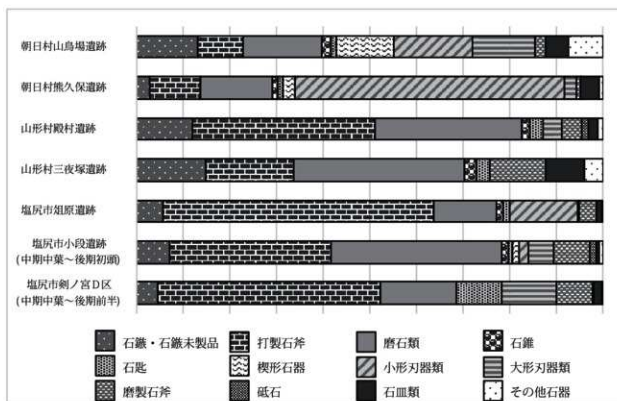 朝日村山鳥場遺跡
朝日村熊久保遺跡
山形村殿村遺跡
山形村三夜塚遺跡
塩尻市俎原遺跡
塩尻市小段遺跡
(中期中葉～後期初頭)
塩尻市剣ノ宮D区
(中期中葉～後期前半)
石鏃・石鏃未製品 打製石斧 磨石類 石錐
石匙 楔形石器 小形刃器類 大形刃器類
磨製石斧 砥石 石皿類 その他石器